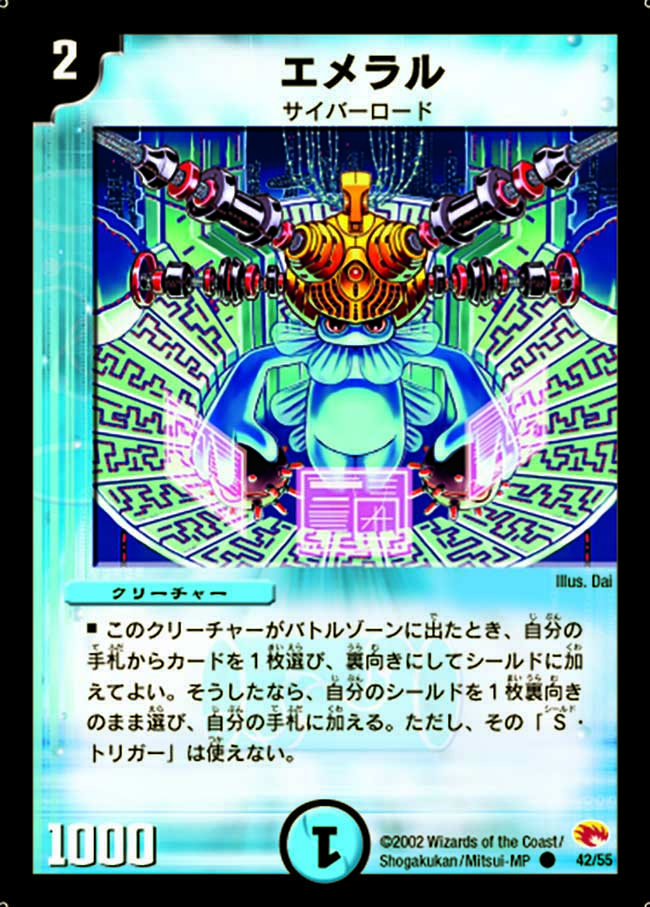 2
エメラル
サイバーロード
Illus. Dai
クリーチャー
■ このクリーチャーがバトルゾーンに出たとき、自分の
手札からカードを1枚選び、裏向きにしてシールドに加
えてよい。そうしたなら、自分のシールドを1枚裏向き
のまま選び、自分の手札に加える。ただし、その「S・
トリガー」は使えない。
1000
1
©2002 Wizards of the Coast/
Shogakukan/Mitsui-MP ● 42/55